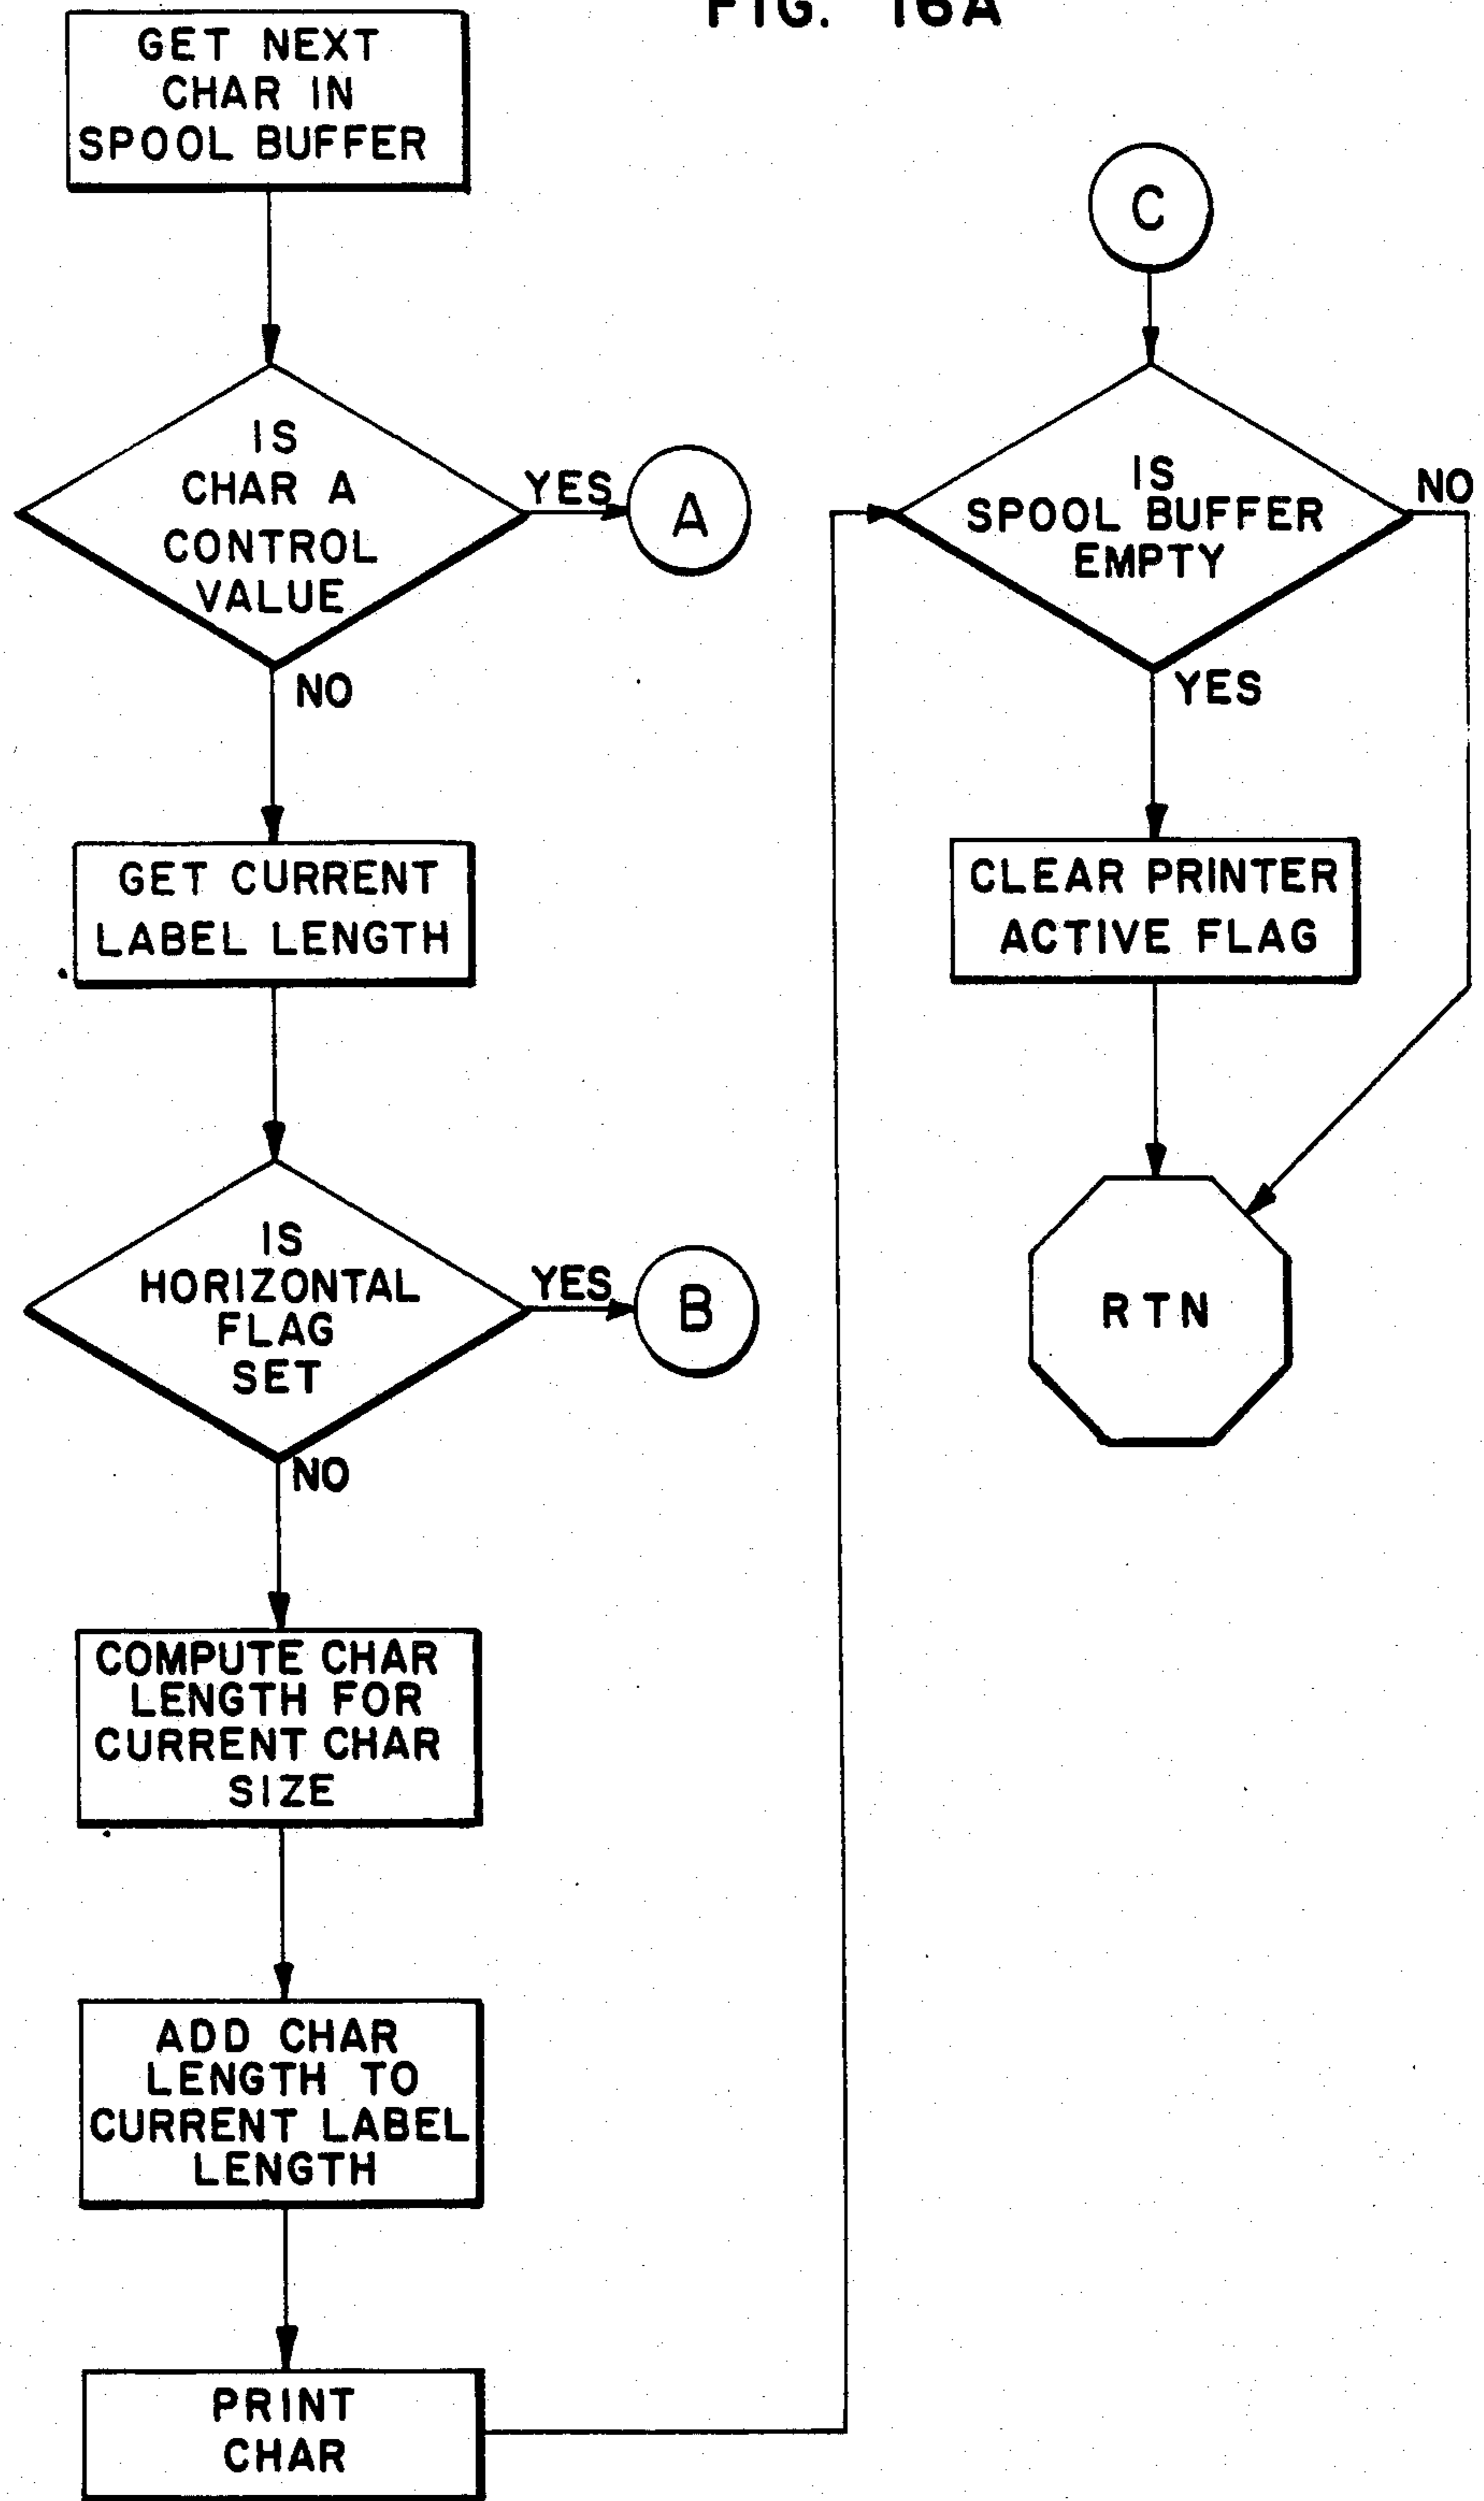 FIG. 16A
GET NEXT
CHAR IN
SPOOL BUFFER
IS
CHAR A
CONTROL
VALUE
YES
A
NO
GET CURRENT
LABEL LENGTH
IS
HORIZONTAL
FLAG
SET
YES
B
NO
COMPUTE CHAR
LENGTH FOR
CURRENT CHAR
SIZE
ADD CHAR
LENGTH TO
CURRENT LABEL
LENGTH
PRINT
CHAR
C
IS
SPOOL BUFFER
EMPTY
NO
YES
CLEAR PRINTER
ACTIVE FLAG
RTN